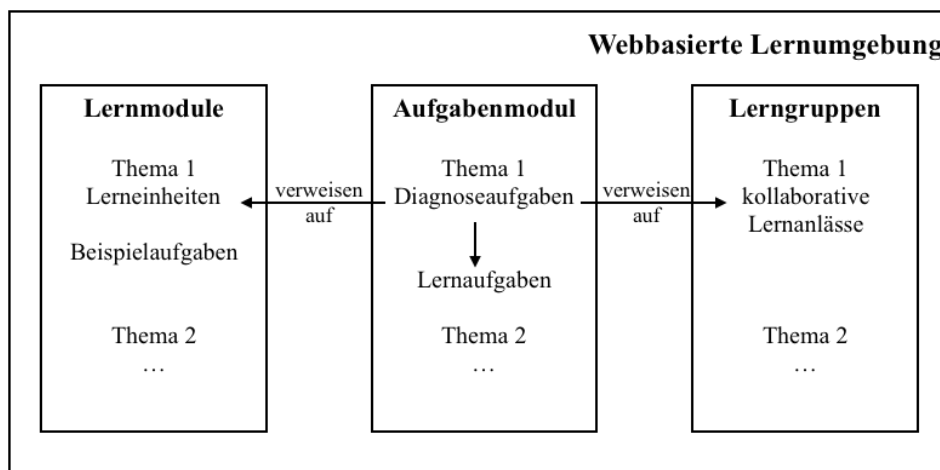 Webbasierte Lernumgebung
Lernmodule
Thema 1
Lerneinheiten
Beispielaufgaben
Thema 2
…
verweisen
auf
Aufgabenmodul
Thema 1
Diagnoseaufgaben
Lernaufgaben
Thema 2
…
verweisen
auf
Lerngruppen
Thema 1
kollaborative
Lernanlässe
Thema 2
…